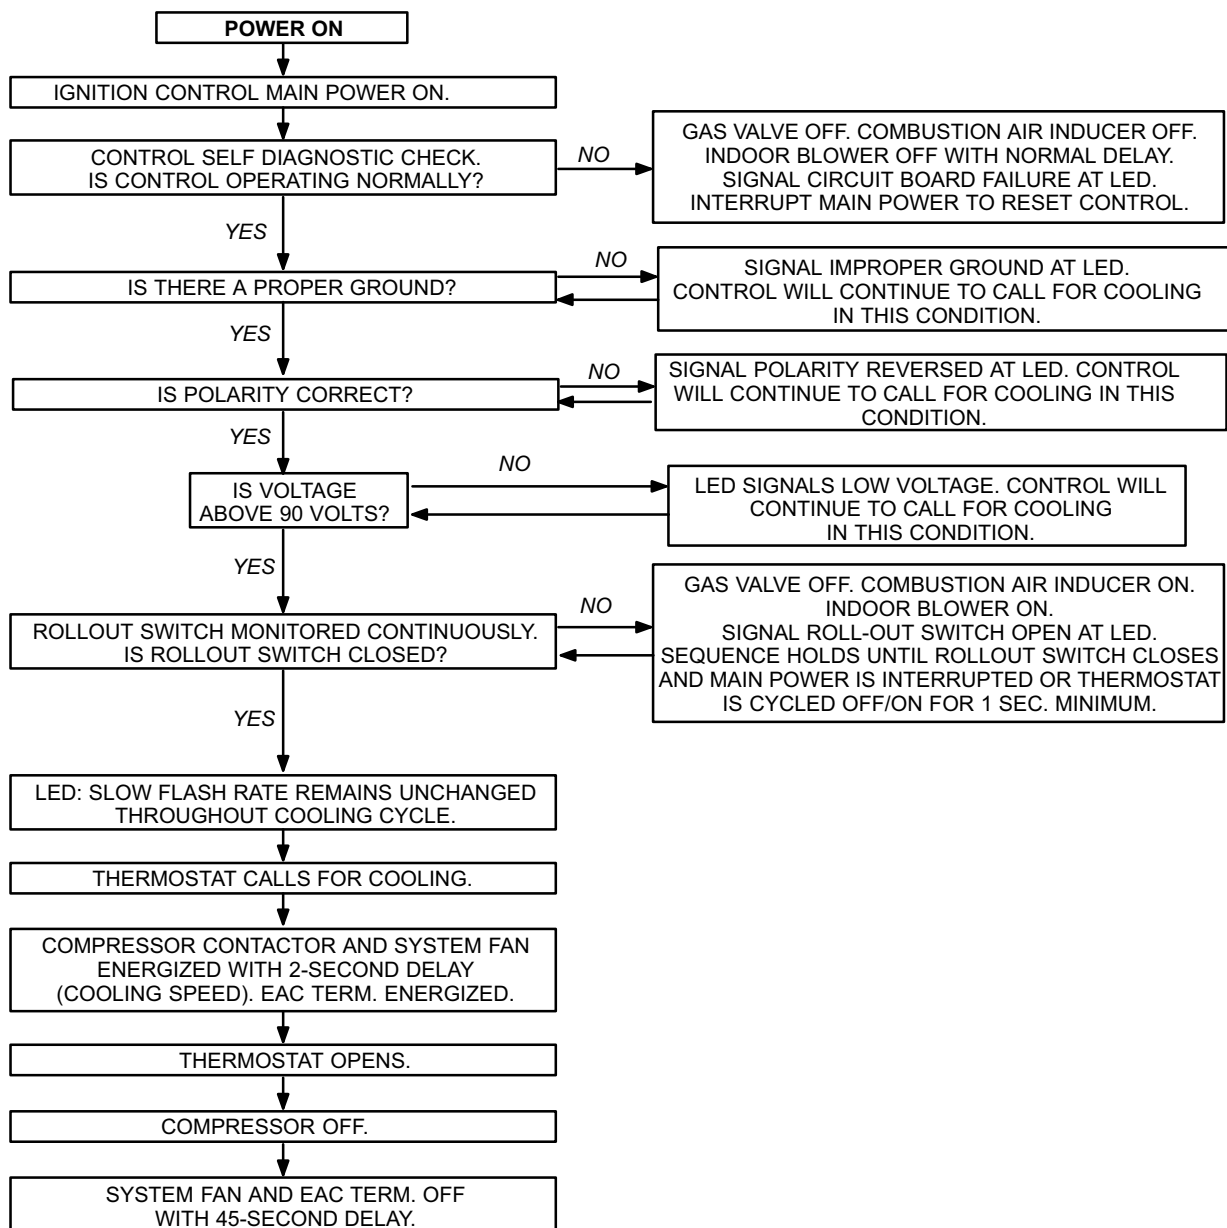 POWER ON
IGNITION CONTROL MAIN POWER ON.
CONTROL SELF DIAGNOSTIC CHECK.
IS CONTROL OPERATING NORMALLY?
NO
GAS VALVE OFF. COMBUSTION AIR INDUCER OFF.
INDOOR BLOWER OFF WITH NORMAL DELAY.
SIGNAL CIRCUIT BOARD FAILURE AT LED.
INTERRUPT MAIN POWER TO RESET CONTROL.
YES
IS THERE A PROPER GROUND?
NO
SIGNAL IMPROPER GROUND AT LED.
CONTROL WILL CONTINUE TO CALL FOR COOLING
IN THIS CONDITION.
YES
IS POLARITY CORRECT?
NO
SIGNAL POLARITY REVERSED AT LED. CONTROL
WILL CONTINUE TO CALL FOR COOLING IN THIS
CONDITION.
YES
IS VOLTAGE
ABOVE 90 VOLTS?
NO
LED SIGNALS LOW VOLTAGE. CONTROL WILL
CONTINUE TO CALL FOR COOLING
IN THIS CONDITION.
YES
ROLLOUT SWITCH MONITORED CONTINUOUSLY.
IS ROLLOUT SWITCH CLOSED?
NO
GAS VALVE OFF. COMBUSTION AIR INDUCER ON.
INDOOR BLOWER ON.
SIGNAL ROLL-OUT SWITCH OPEN AT LED.
SEQUENCE HOLDS UNTIL ROLLOUT SWITCH CLOSES
AND MAIN POWER IS INTERRUPTED OR THERMOSTAT
IS CYCLED OFF/ON FOR 1 SEC. MINIMUM.
YES
LED: SLOW FLASH RATE REMAINS UNCHANGED
THROUGHOUT COOLING CYCLE.
THERMOSTAT CALLS FOR COOLING.
COMPRESSOR CONTACTOR AND SYSTEM FAN
ENERGIZED WITH 2-SECOND DELAY
(COOLING SPEED). EAC TERM. ENERGIZED.
THERMOSTAT OPENS.
COMPRESSOR OFF.
SYSTEM FAN AND EAC TERM. OFF
WITH 45-SECOND DELAY.